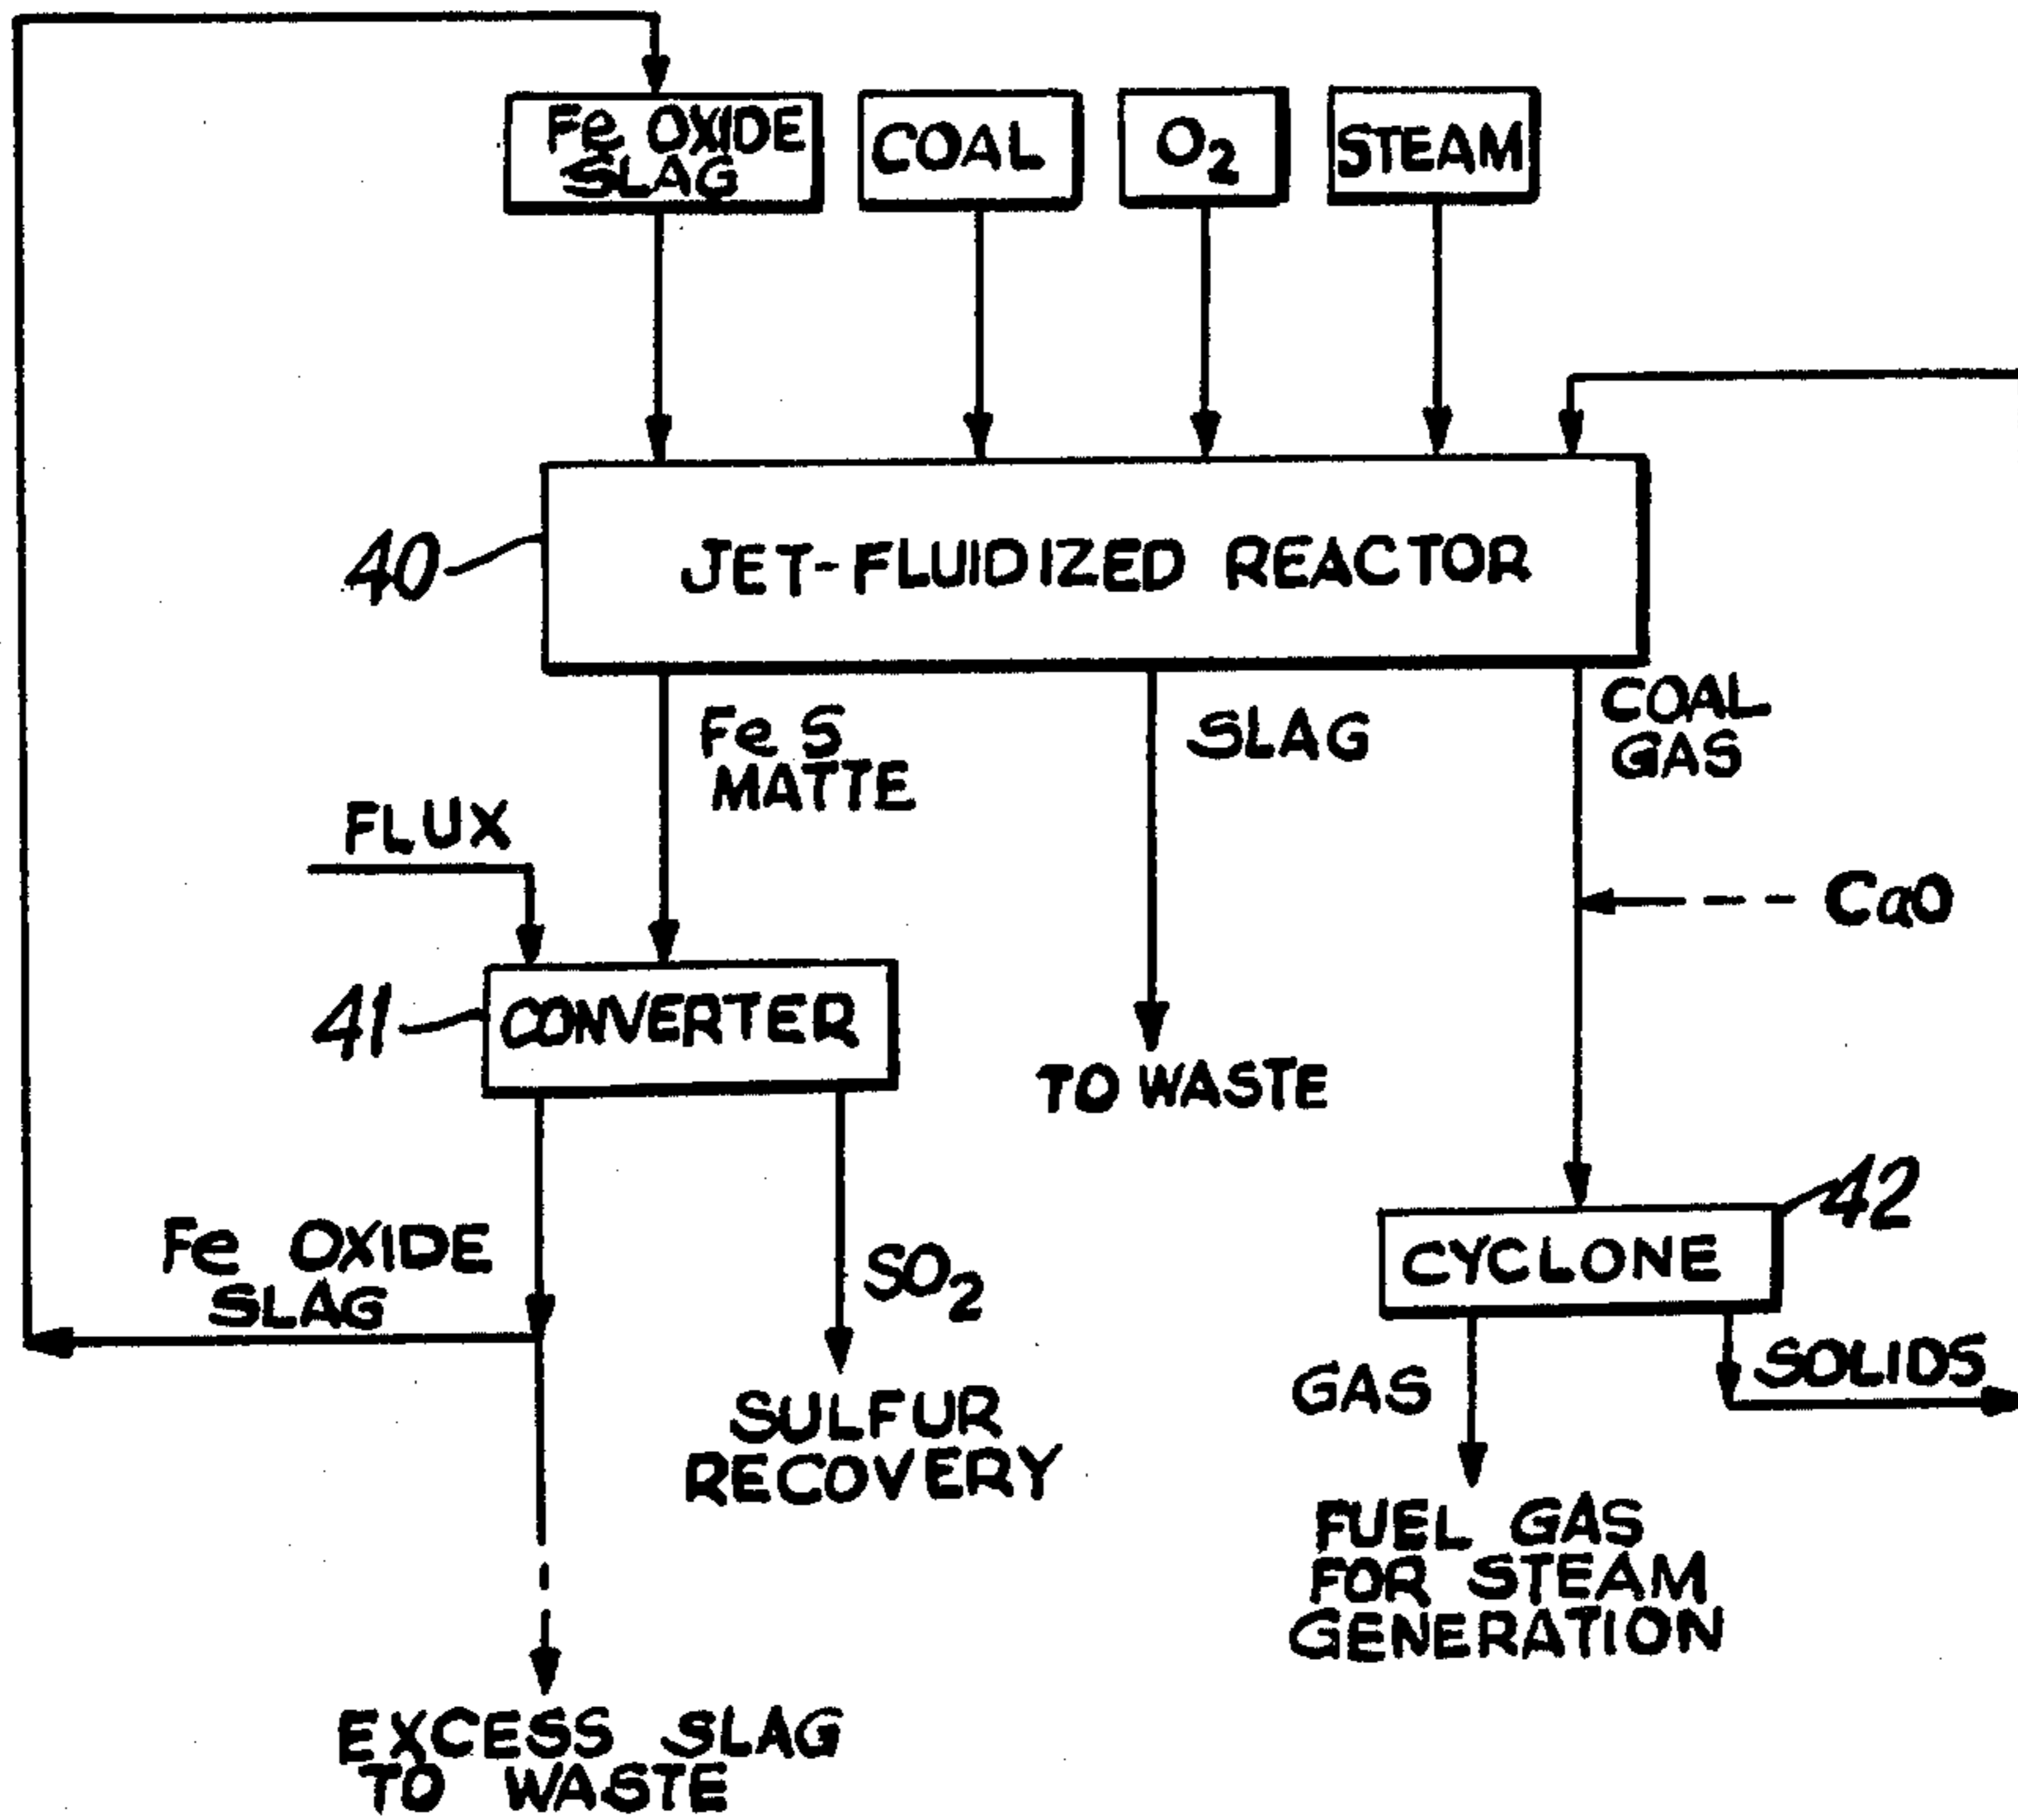 Fe OXIDE
SLAG
COAL
O2
STEAM
40
JET-FLUIDIZED REACTOR
Fe S
MATTE
SLAG
COAL
GAS
FLUX
CaO
41
CONVERTER
TO WASTE
42
CYCLONE
Fe OXIDE
SLAG
SO2
GAS
SOLIDS
SULFUR
RECOVERY
FUEL GAS
FOR STEAM
GENERATION
EXCESS SLAG
TO WASTE